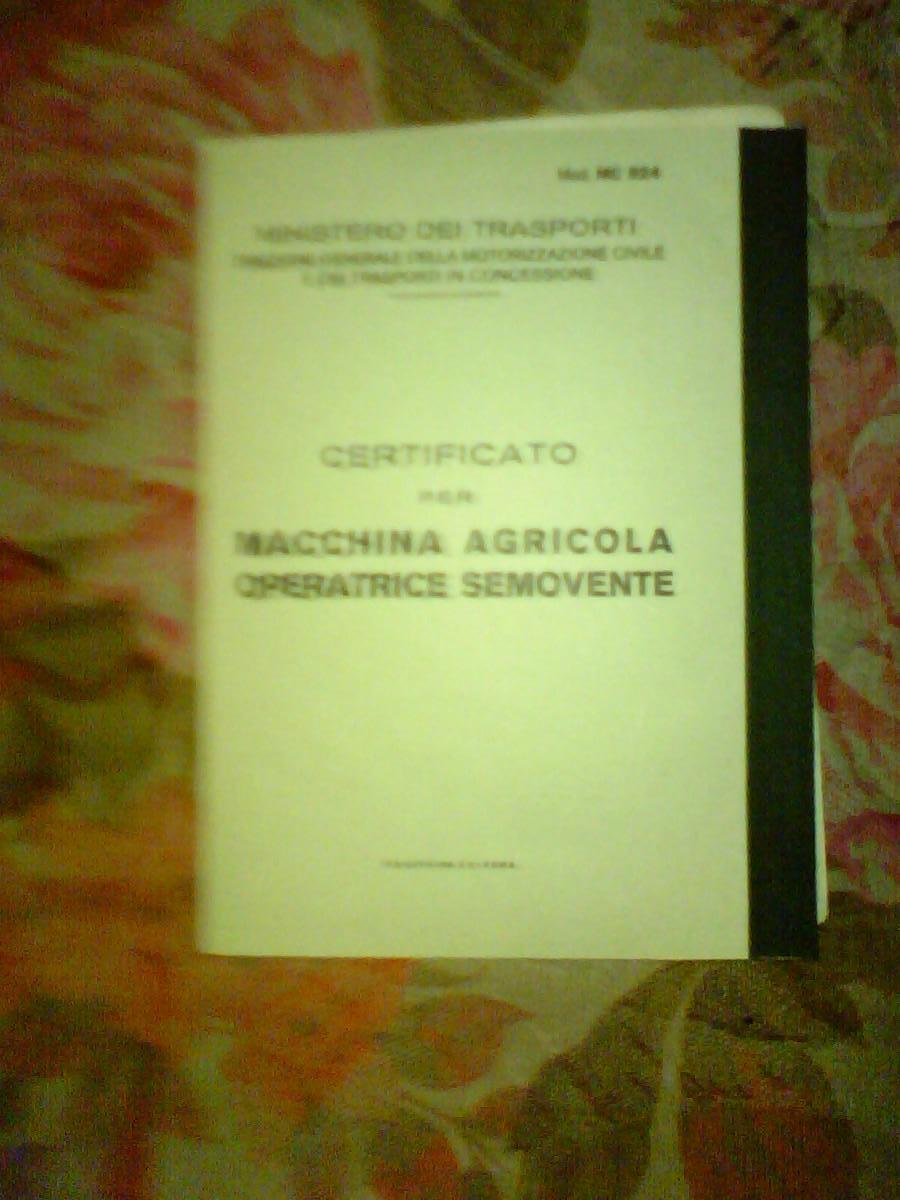 Mod. MC 824
MINISTERO DEI TRASPORTI
DIREZIONE GENERALE DELLA MOTORIZZAZIONE CIVILE
E DEI TRASPORTI IN CONCESSIONE
CERTIFICATO
PER
MACCHINA AGRICOLA
OPERATRICE SEMOVENTE